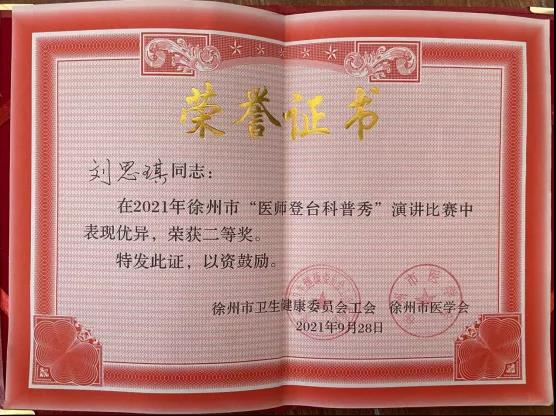 荣誉证书
刘思琪同志：
在2021年徐州市“医师登台科普秀”演讲比赛中
表现优异，荣获二等奖。
特发此证，以资鼓励。
徐州市卫生健康委员会工会 徐州市医学会
2021年9月28日